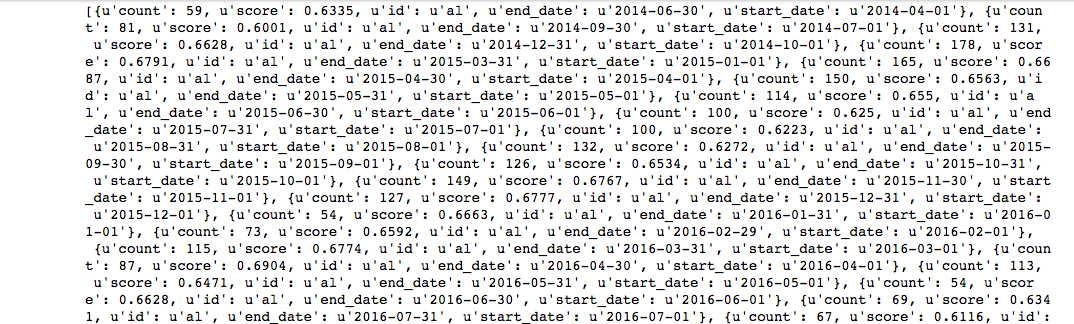 [{u'count': 59, u'score': 0.6335, u'id': u'al', u'end_date': u'2014-06-30', u'start_date': u'2014-04-01'}, {u'coun
t': 81, u'score': 0.6001, u'id': u'al', u'end_date': u'2014-09-30', u'start_date': u'2014-07-01'}, {u'count': 131,
u'score': 0.6628, u'id': u'al', u'end_date': u'2014-12-31', u'start_date': u'2014-10-01'}, {u'count': 178, u'scor
e': 0.6791, u'id': u'al', u'end_date': u'2015-03-31', u'start_date': u'2015-01-01'}, {u'count': 165, u'score': 0.66
87, u'id': u'al', u'end_date': u'2015-04-30', u'start_date': u'2015-04-01'}, {u'count': 150, u'score': 0.6563, u'i
d': u'al', u'end_date': u'2015-05-31', u'start_date': u'2015-05-01'}, {u'count': 114, u'score': 0.655, u'id': u'a
l', u'end_date': u'2015-06-30', u'start_date': u'2015-06-01'}, {u'count': 100, u'score': 0.625, u'id': u'al', u'end
_date': u'2015-07-31', u'start_date': u'2015-07-01'}, {u'count': 100, u'score': 0.6223, u'id': u'al', u'end_date':
u'2015-08-31', u'start_date': u'2015-08-01'}, {u'count': 132, u'score': 0.6272, u'id': u'al', u'end_date': u'2015-
09-30', u'start_date': u'2015-09-01'}, {u'count': 126, u'score': 0.6534, u'id': u'al', u'end_date': u'2015-10-31',
u'start_date': u'2015-10-01'}, {u'count': 149, u'score': 0.6767, u'id': u'al', u'end_date': u'2015-11-30', u'start
_date': u'2015-11-01'}, {u'count': 127, u'score': 0.6777, u'id': u'al', u'end_date': u'2015-12-31', u'start_date':
u'2015-12-01'}, {u'count': 54, u'score': 0.6663, u'id': u'al', u'end_date': u'2016-01-31', u'start_date': u'2016-0
1-01'}, {u'count': 73, u'score': 0.6592, u'id': u'al', u'end_date': u'2016-02-29', u'start_date': u'2016-02-01'},
{u'count': 115, u'score': 0.6774, u'id': u'al', u'end_date': u'2016-03-31', u'start_date': u'2016-03-01'}, {u'coun
t': 87, u'score': 0.6904, u'id': u'al', u'end_date': u'2016-04-30', u'start_date': u'2016-04-01'}, {u'count': 113,
u'score': 0.6471, u'id': u'al', u'end_date': u'2016-05-31', u'start_date': u'2016-05-01'}, {u'count': 54, u'scor
e': 0.6628, u'id': u'al', u'end_date': u'2016-06-30', u'start_date': u'2016-06-01'}, {u'count': 69, u'score': 0.634
1, u'id': u'al', u'end_date': u'2016-07-31', u'start_date': u'2016-07-01'}, {u'count': 67, u'score': 0.6116, u'id':